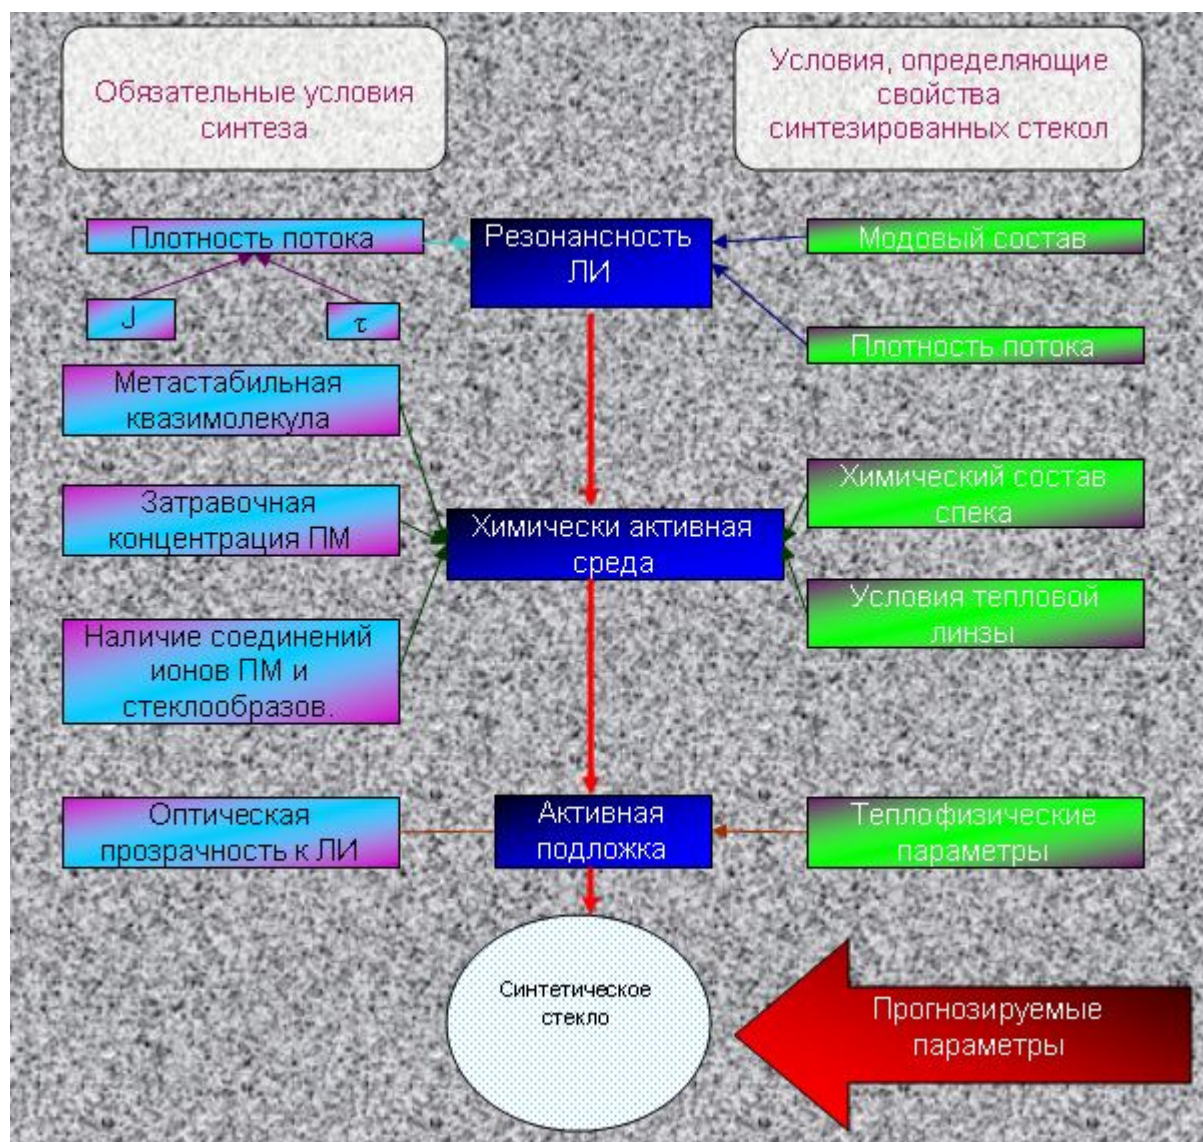 Обязательные условия
синтеза
Условия, определяющие
свойства
синтезированных стекол
Плотность потока
J
τ
Резонансность
ЛИ
Модовый состав
Плотность потока
Метастабильная
квазимолекула
Затравочная
концентрация ПМ
Наличие соединений
ионов ПМ и
стеклообразов.
Химически активная
среда
Химический состав
спека
Условия тепловой
линзы
Оптическая
прозрачность к ЛИ
Активная
подложка
Теплофизические
параметры
Синтетическое
стекло
Прогнозируемые
параметры